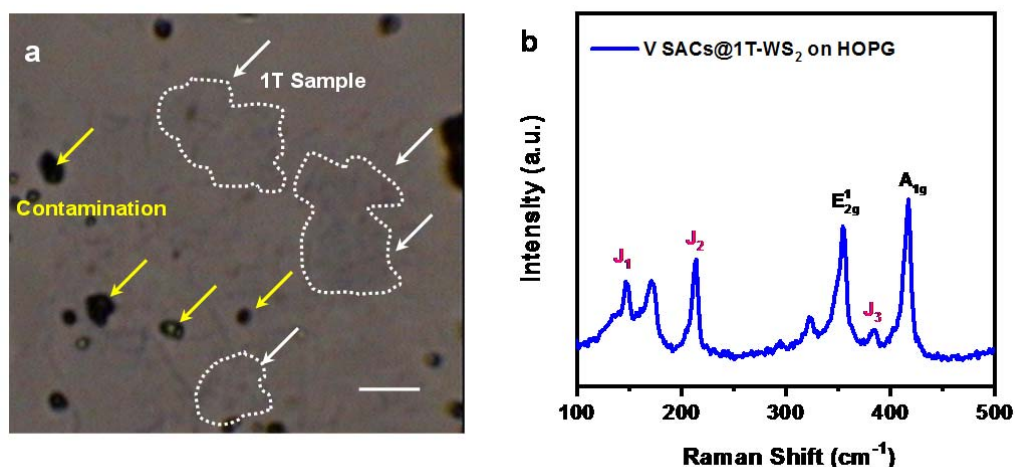 a
1T Sample
Contamination
b
V SACs@1T-WS₂ on HOPG
Intensity (a.u.)
J₁
J₂
E¹₂g
J₃
A₁g
100 200 300 400 500
Raman Shift (cm⁻¹)